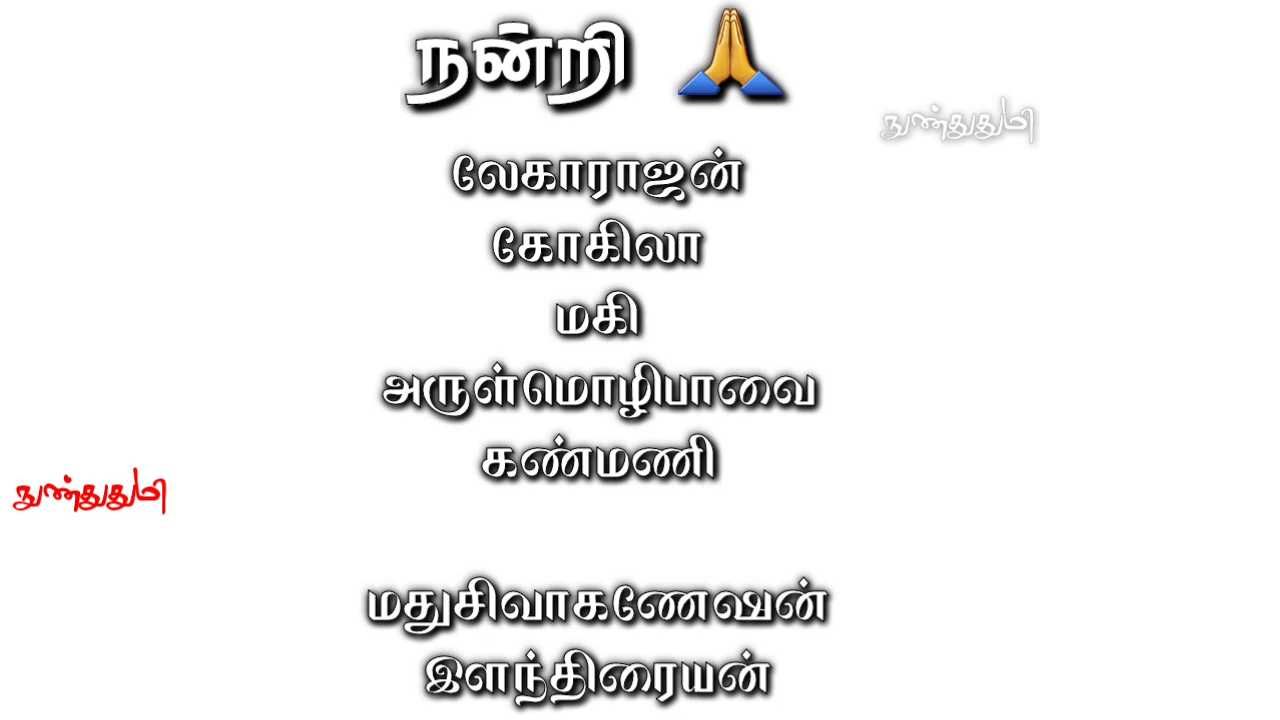 நன்றி 🙏
நுண்துதுமி
லேகாராஜன்
கோகிலா
மகி
அருள்மொழிபாவை
கண்மணி
நுண்துதுமி
மதுசிவாகணேஷன்
இளந்திரையன்